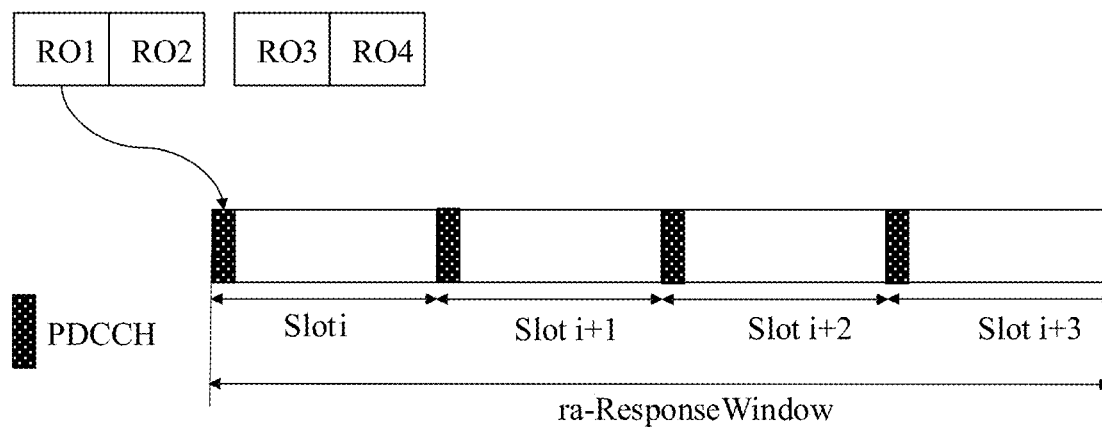 RO1 RO2 RO3 RO4
Sloti Slot i+1 Slot i+2 Slot i+3
PDCCH
ra-ResponseWindow